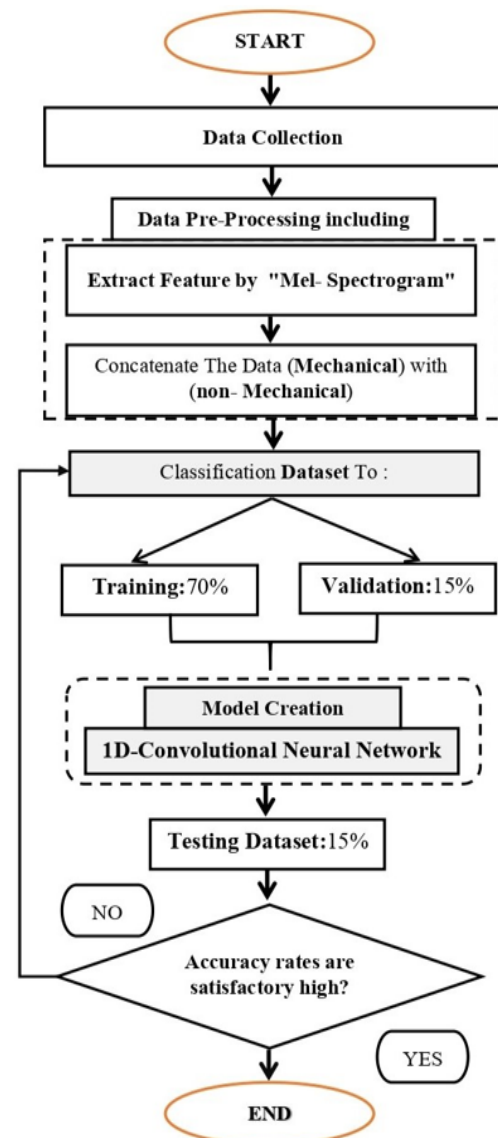 START
Data Collection
Data Pre-Processing including
Extract Feature by "Mel- Spectrogram"
Concatenate The Data (Mechanical) with
(non- Mechanical)
Classification Dataset To :
Training:70%
Validation:15%
Model Creation
1D-Convolutional Neural Network
Testing Dataset:15%
NO
Accuracy rates are
satisfactory high?
YES
END